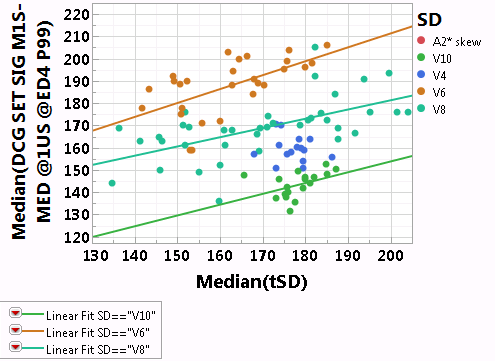 Median(DCG SET SIG M1S-
MED @1US @ED4 P99)
220
210
200
190
180
170
160
150
140
130
120
130 140 150 160 170 180 190 200
Median(tSD)
SD
A2* skew
V10
V4
V6
V8
Linear Fit SD=="V10"
Linear Fit SD=="V6"
Linear Fit SD=="V8"